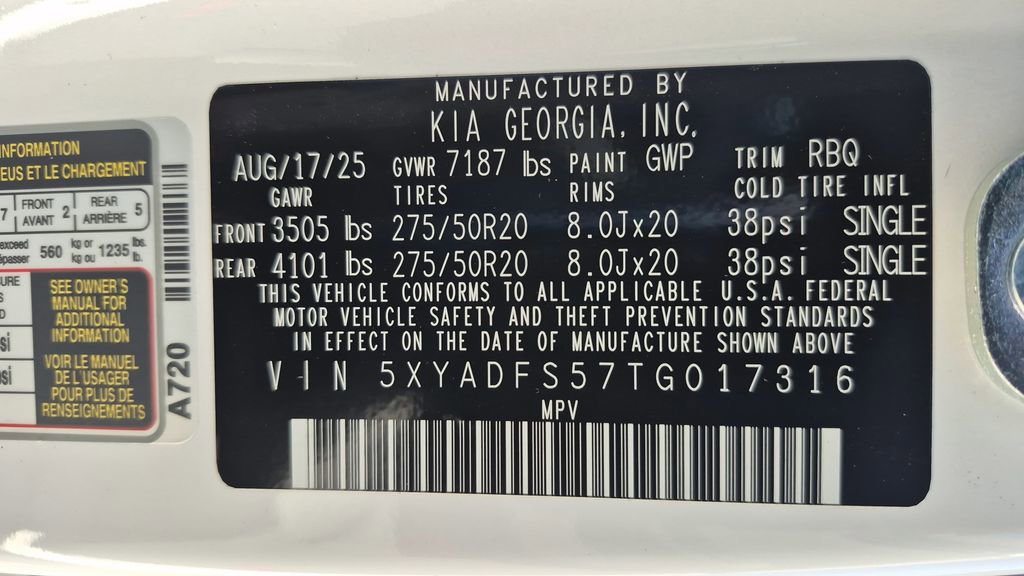 INFORMATION
EUS ET LE CHARGEMENT
7 FRONT AVANT 2 REAR ARRIÈRE 5
exceed 560 kg or 1235 lbs.
épasser kg ou lb.
SEE OWNER'S
MANUAL FOR
ADDITIONAL
INFORMATION
VOIR LE MANUEL
DE L'USAGER
POUR PLUS DE
RENSEIGNEMENTS
A720
MANUFACTURED BY
KIA GEORGIA, INC.
AUG/17/25 GVWR 7187 lbs PAINT GWP TRIM RBQ
GAWR TIRES RIMS COLD TIRE INFL
FRONT 3505 lbs 275/50R20 8.0Jx20 38psi SINGLE
REAR 4101 lbs 275/50R20 8.0Jx20 38psi SINGLE
THIS VEHICLE CONFORMS TO ALL APPLICABLE U.S.A. FEDERAL
MOTOR VEHICLE SAFETY AND THEFT PREVENTION STANDARDS
IN EFFECT ON THE DATE OF MANUFACTURE SHOWN ABOVE
VIN 5XYADFS57TG017316
MPV